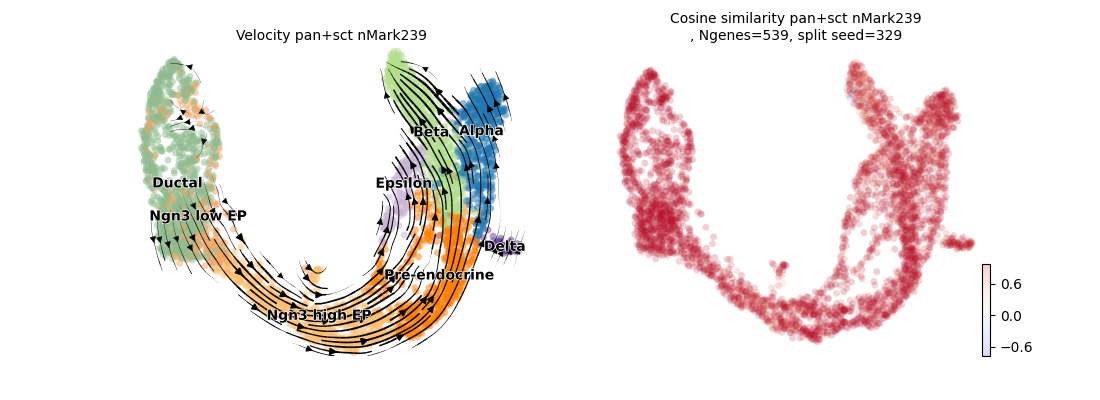 Velocity pan+sct nMark239
Cosine similarity pan+sct nMark239
, Ngenes=539, split seed=329
Beta
Alpha
Ductal
Epsilon
Ngn3 low EP
Delta
Pre-endocrine
Ngn3 high EP
0.6
0.0
−0.6